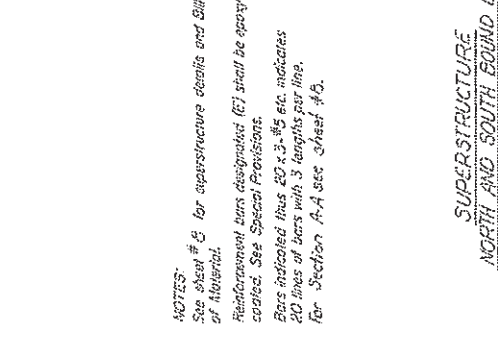 NOTES:
See sheet #8 for superstructure details and Bill
of Material.
Reinforcement bars designated (E) shall be epoxy
coated. See Special Provisions.
Bars indicated thus 20 x 3-#5 etc. indicates
20 lines of bars with 3 lengths per line.
For Section A-A see sheet #8.
SUPERSTRUCTURE
NORTH AND SOUTH BOUND